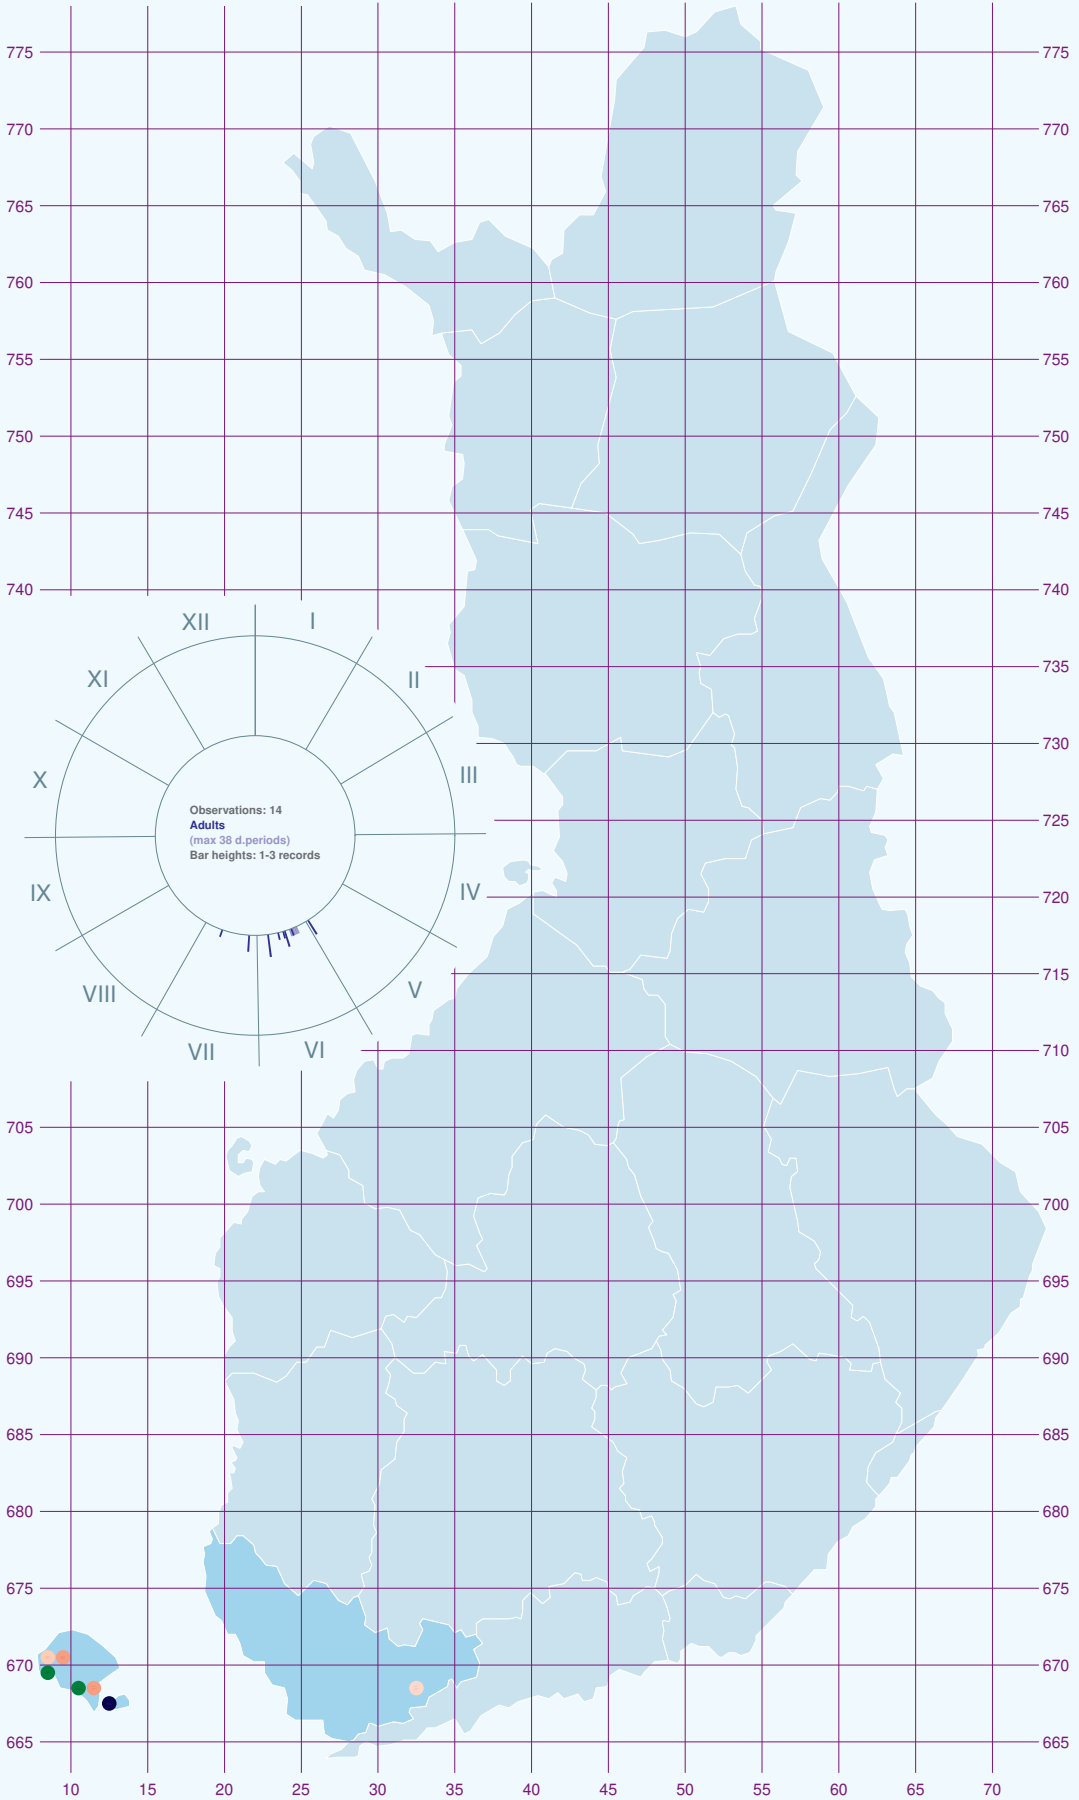 775 775
770 770
765 765
760 760
755 755
750 750
745 745
740 740
XII I
735
XI II
730
X III
Observations: 14
Adults
725
(max 38 d.periods)
Bar heights: 1-3 records
IX IV
720
715
VIII V
VII VI
710
705 705
700 700
695 695
690 690
685 685
680 680
675 675
670 670
665 665
10 15 20 25 30 35 40 45 50 55 60 65 70